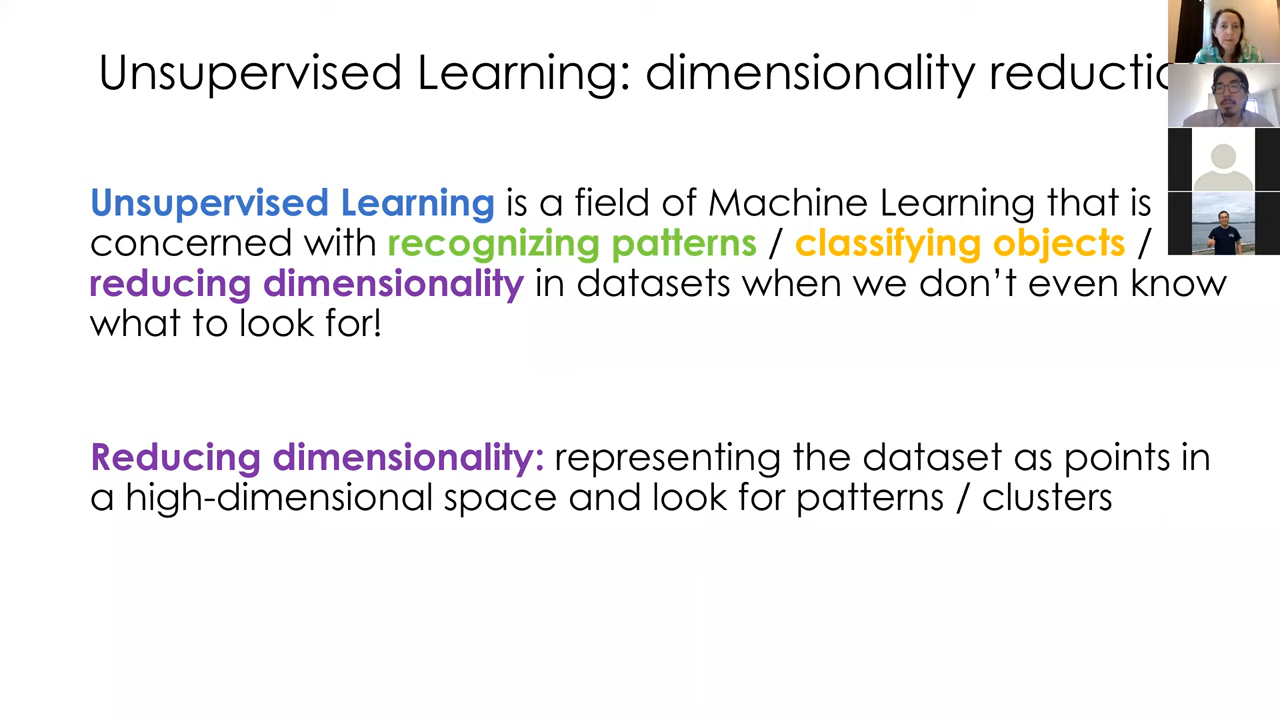 Unsupervised Learning: dimensionality reductio
Unsupervised Learning is a field of Machine Learning that is
concerned with recognizing patterns / classifying objects /
reducing dimensionality in datasets when we don't even know
what to look for!
Reducing dimensionality: representing the dataset as points in
a high-dimensional space and look for patterns / clusters